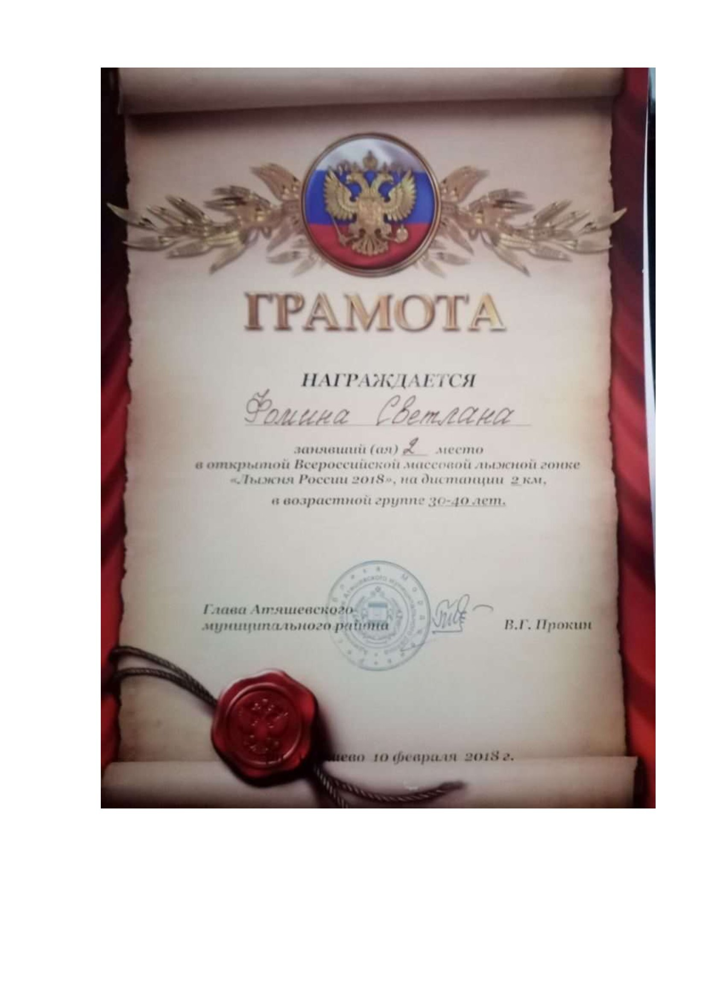 ГРАМОТА
НАГРАЖДАЕТСЯ
Фомина Светлана
занявший (ая) 2 место
в открытой Всероссийской массовой лыжной гонке
«Лыжня России 2018», на дистанции 2 км,
в возрастной группе 30-40 лет.
Глава Атяшевского
муниципального района
В.Г. Прокин
10 февраля 2018 г.